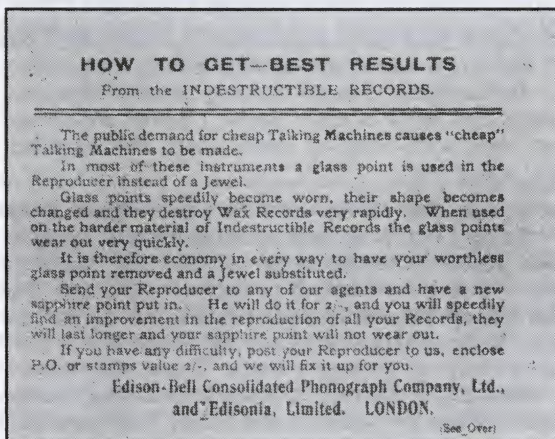 HOW TO GET—BEST RESULTS
From the INDESTRUCTIBLE RECORDS.
The public demand for cheap Talking Machines causes "cheap"
Talking Machines to be made.
In most of these instruments a glass point is used in the
Reproducer instead of a Jewel.
Glass points speedily become worn, their shape becomes
changed and they destroy Wax Records very rapidly. When used
on the harder material of Indestructible Records the glass points
wear out very quickly.
It is therefore economy in every way to have your worthless
glass point removed and a Jewel substituted.
Send your Reproducer to any of our agents and have a new
sapphire point put in. He will do it for 2/-, and you will speedily
find an improvement in the reproduction of all your Records, they
will last longer and your sapphire point will not wear out.
If you have any difficulty, post your Reproducer to us, enclose
P.O. or stamps value 2/-, and we will fix it up for you.
Edison-Bell Consolidated Phonograph Company, Ltd.,
and Edisonia, Limited. LONDON.
(See Over)